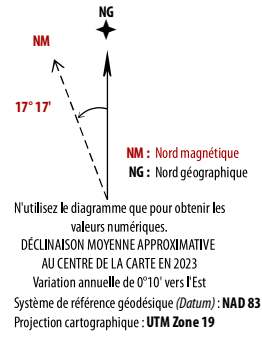 NG
NM
17° 17'
NM : Nord magnétique
NG : Nord géographique
N'utilisez le diagramme que pour obtenir les
valeurs numériques.
DÉCLINAISON MOYENNE APPROXIMATIVE
AU CENTRE DE LA CARTE EN 2023
Variation annuelle de 0°10' vers l'Est
Système de référence géodésique (Datum) : NAD 83
Projection cartographique : UTM Zone 19